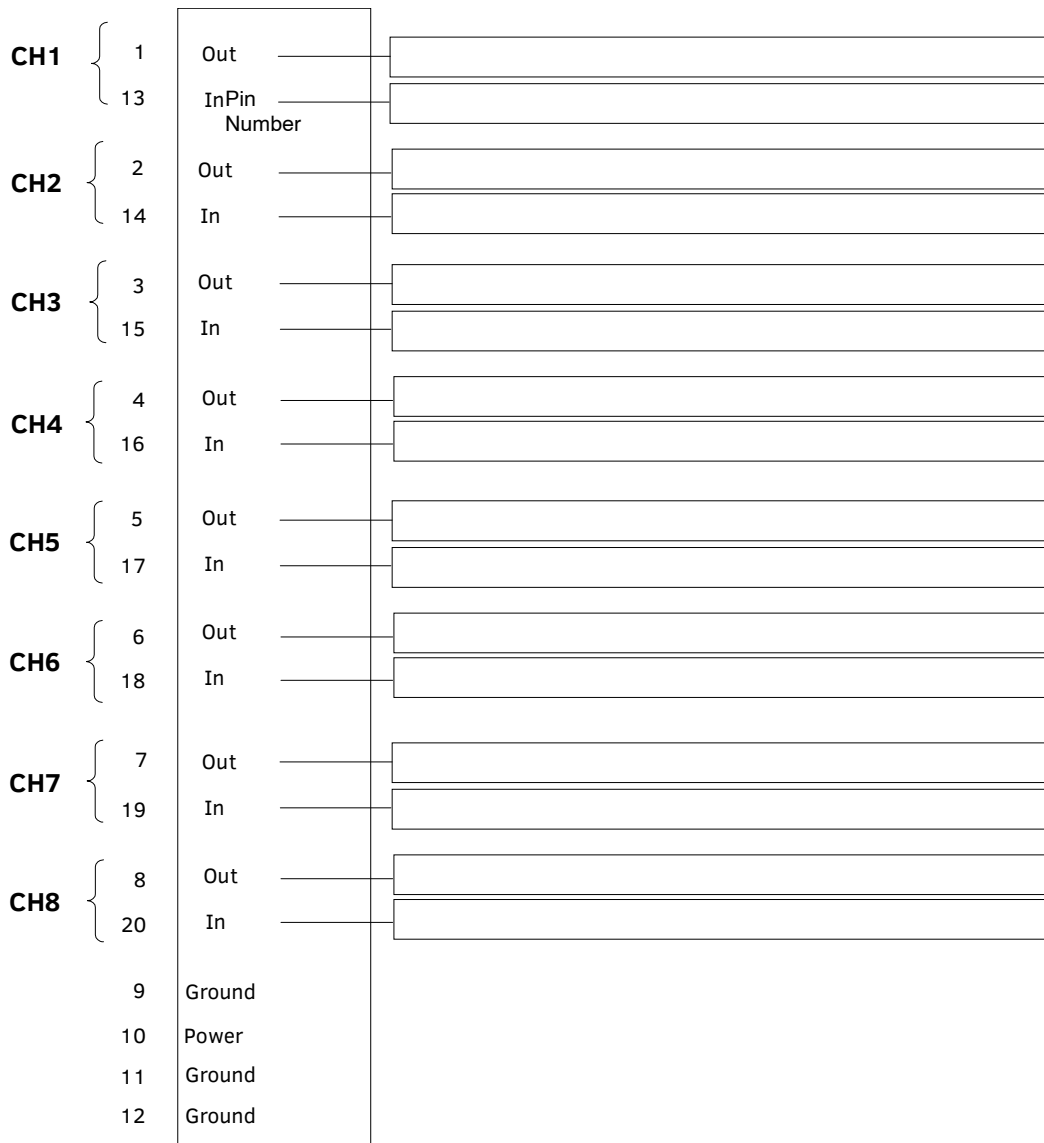 CH1 1 Out
13 InPin
Number
CH2 2 Out
14 In
CH3 3 Out
15 In
CH4 4 Out
16 In
CH5 5 Out
17 In
CH6 6 Out
18 In
CH7 7 Out
19 In
CH8 8 Out
20 In
9 Ground
10 Power
11 Ground
12 Ground